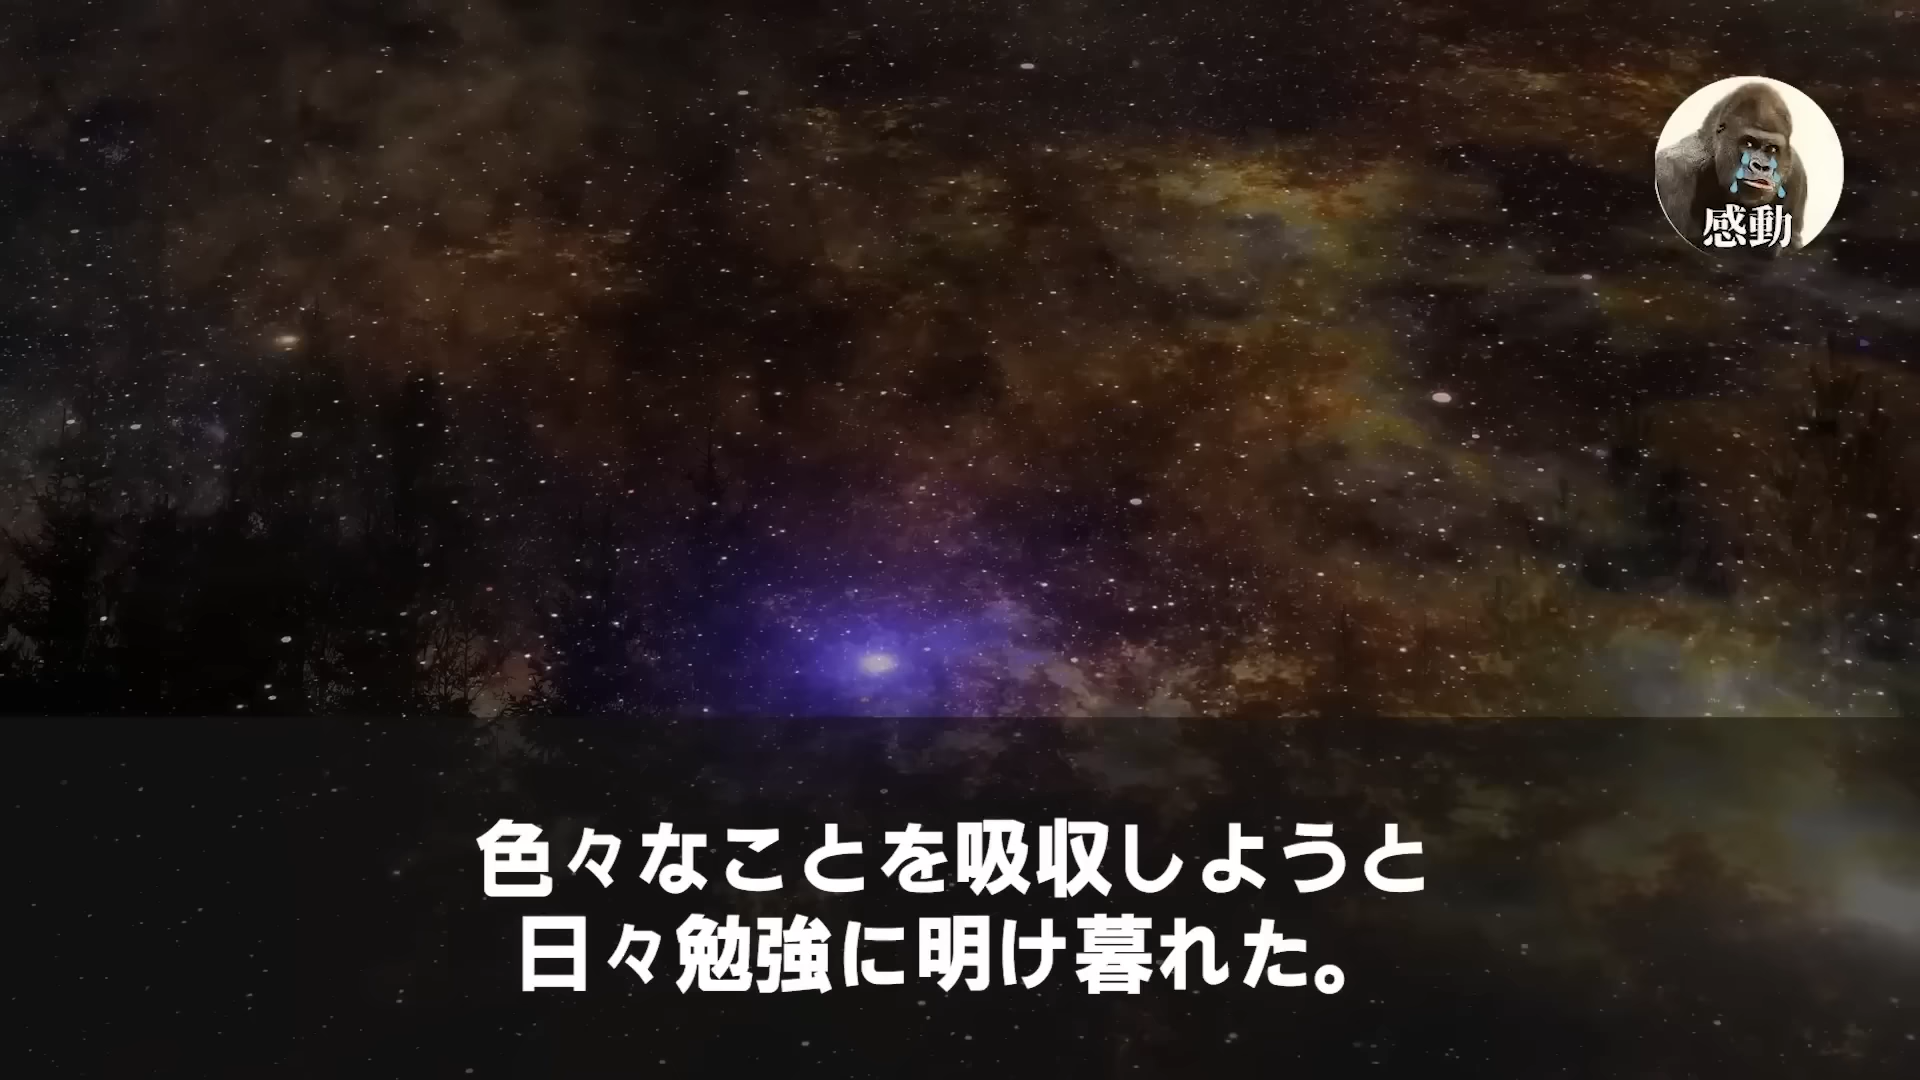 感動
色々なことを吸収しようと
日々勉強に明け暮れた。